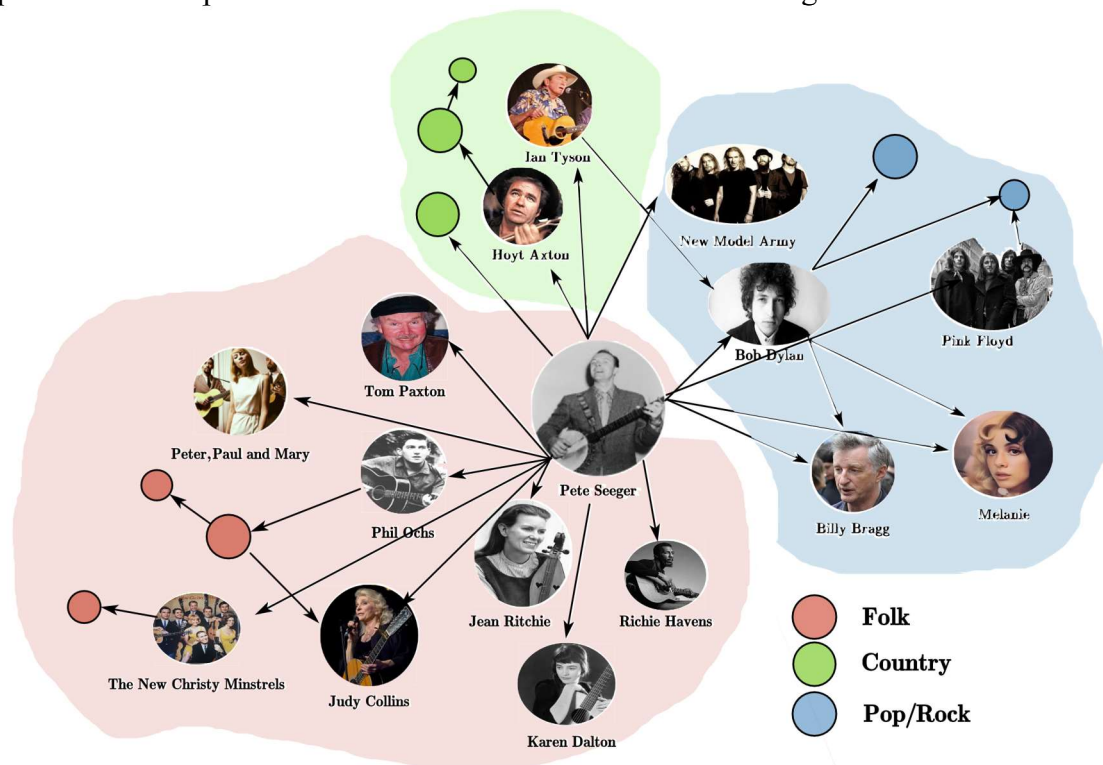 Ian Tyson
New Model Army
Hoyt Axton
Bob Dylan
Pink Floyd
Tom Paxton
Peter,Paul and Mary
Pete Seeger
Phil Ochs
Billy Bragg
Melanie
Jean Ritchie
Richie Havens
The New Christy Minstrels
Judy Collins
Karen Dalton
Folk
Country
Pop/Rock